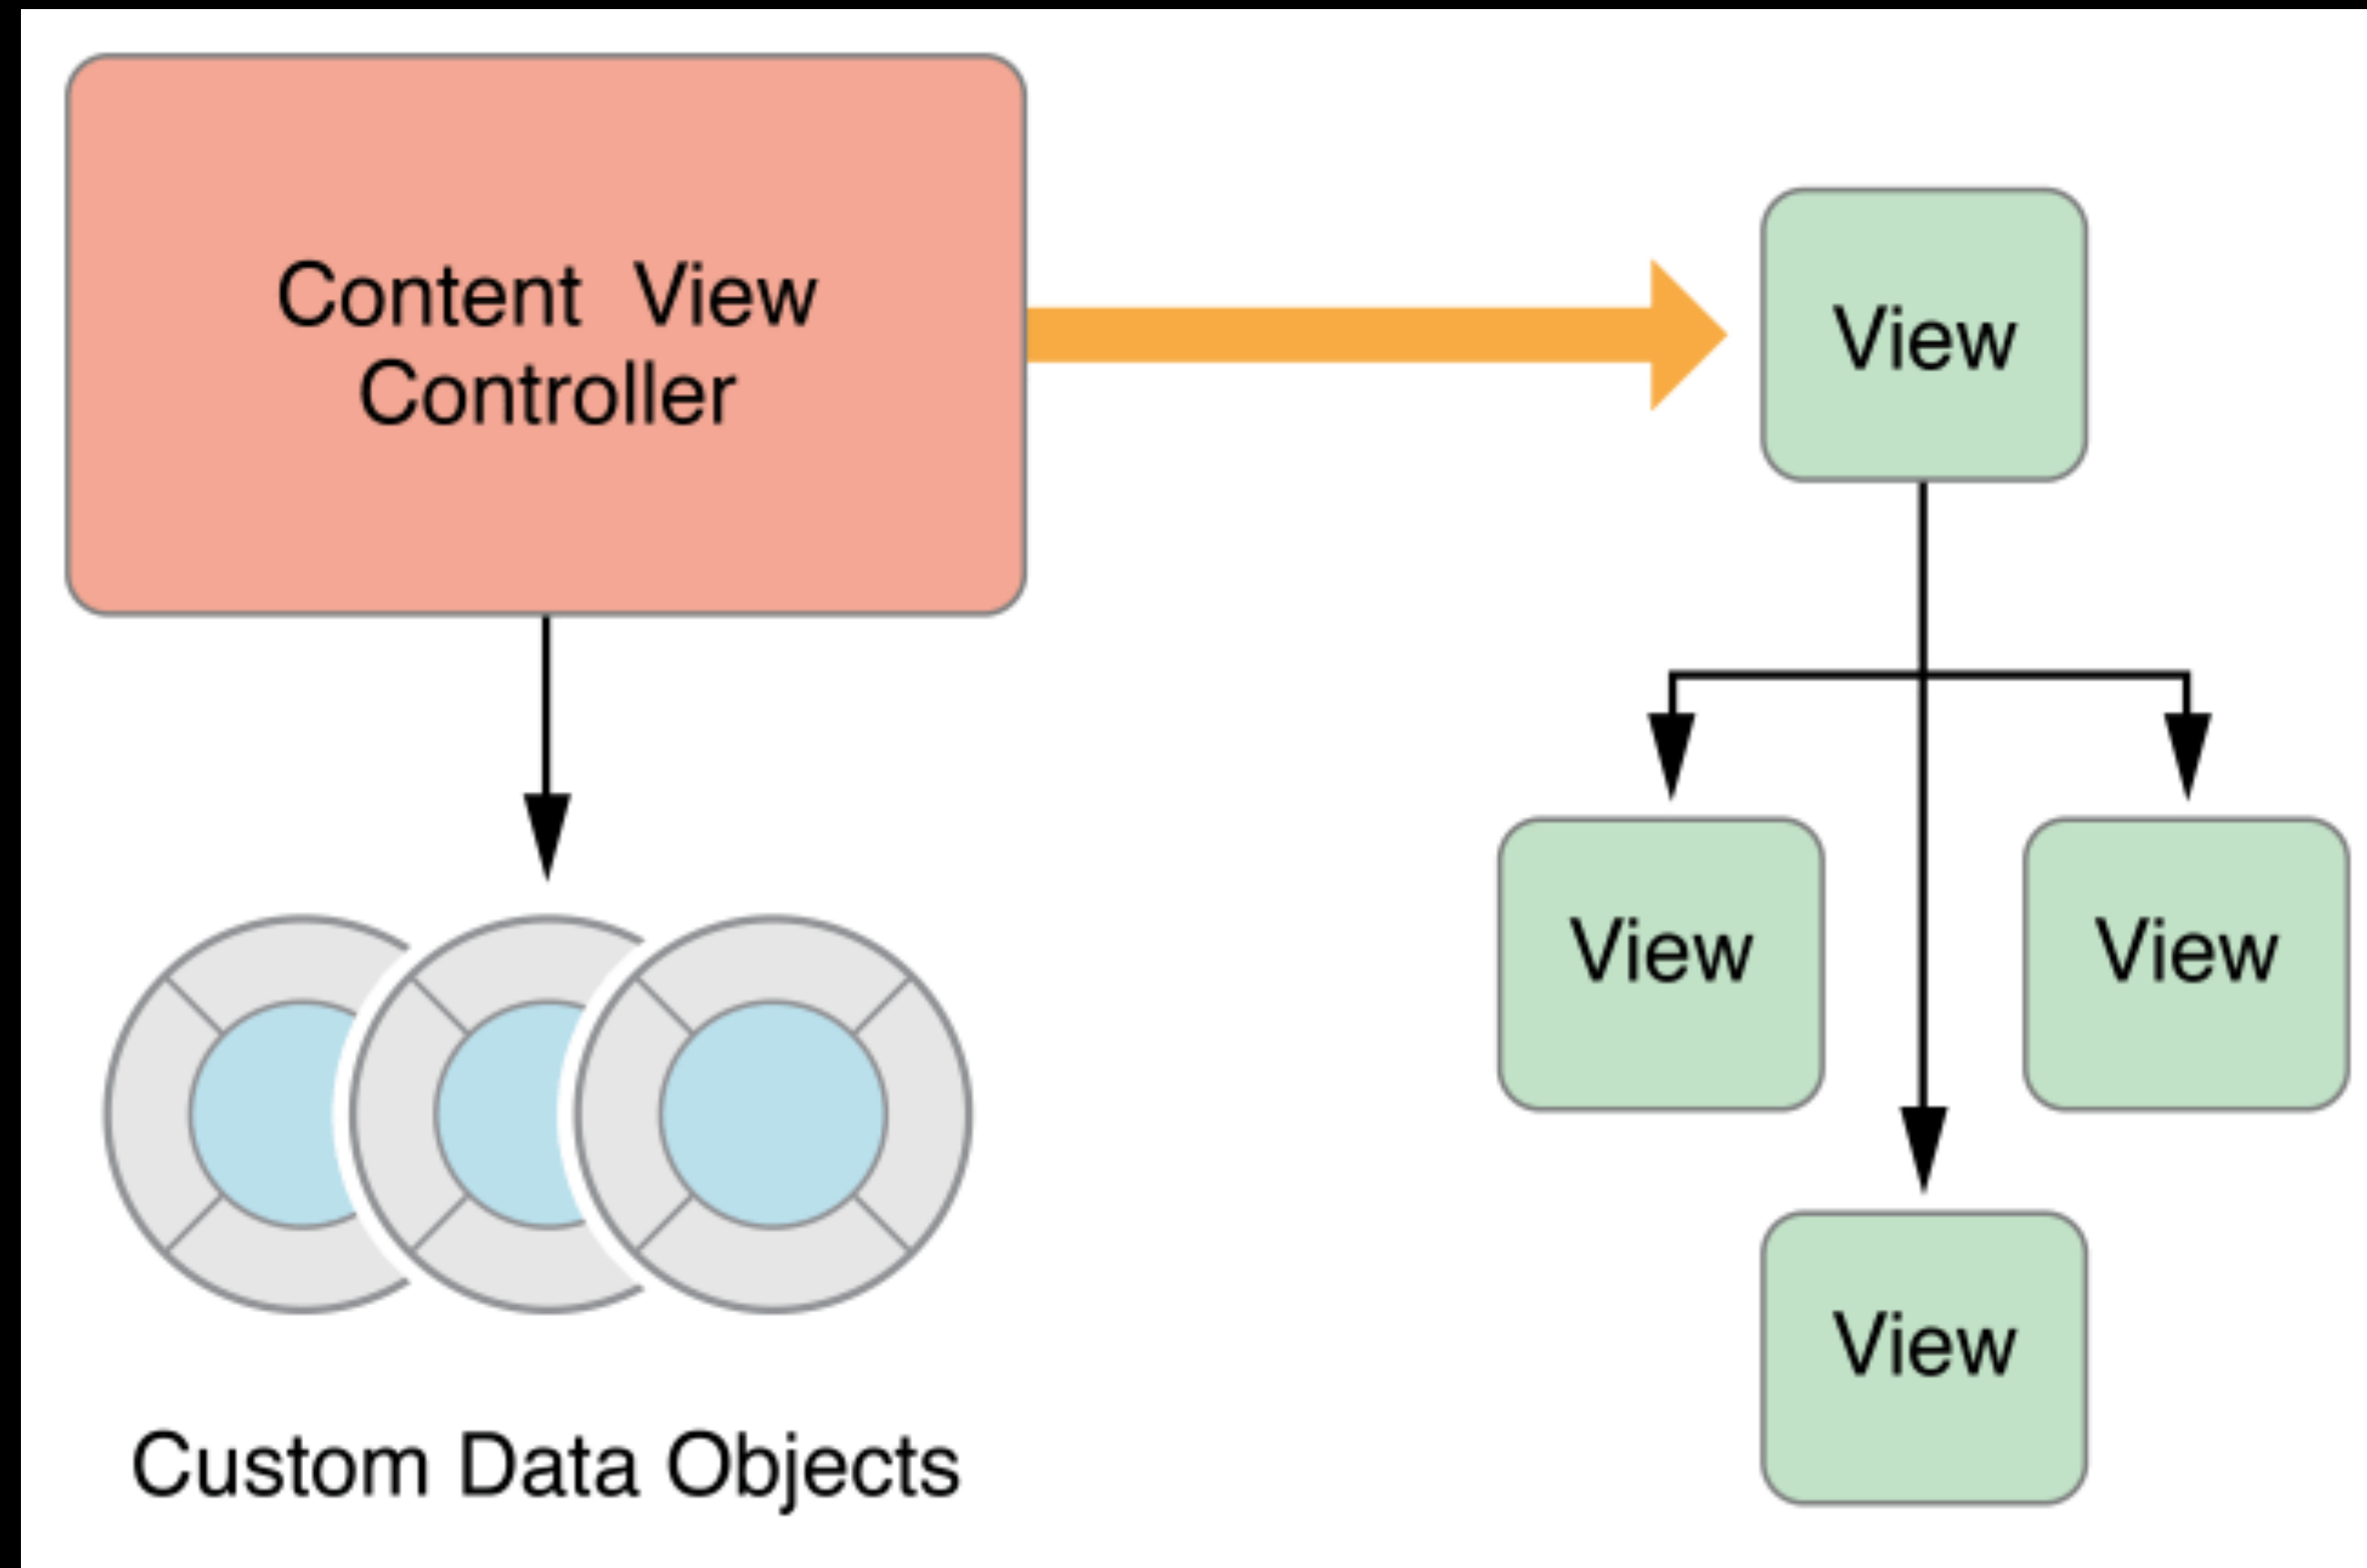 Content View
Controller
View
View
View
View
Custom Data Objects